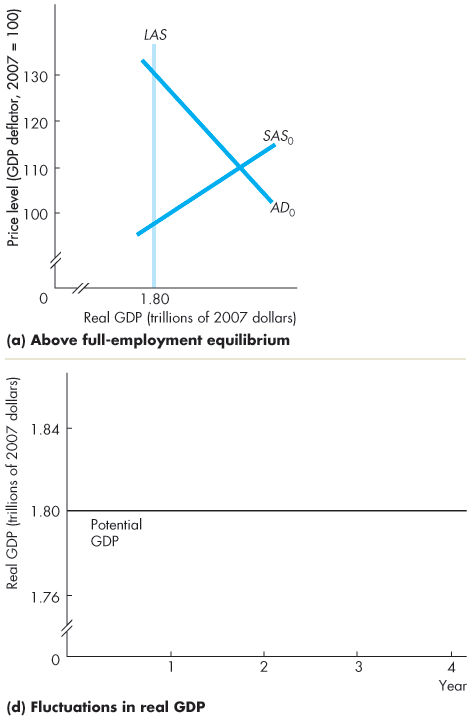 Price level (GDP deflator, 2007 = 100)
LAS
130
120
SAS0
110
AD0
100
0
1.80
Real GDP (trillions of 2007 dollars)
(a) Above full-employment equilibrium
Real GDP (trillions of 2007 dollars)
1.84
1.80
Potential
GDP
1.76
0
1
2
3
4
Year
(d) Fluctuations in real GDP